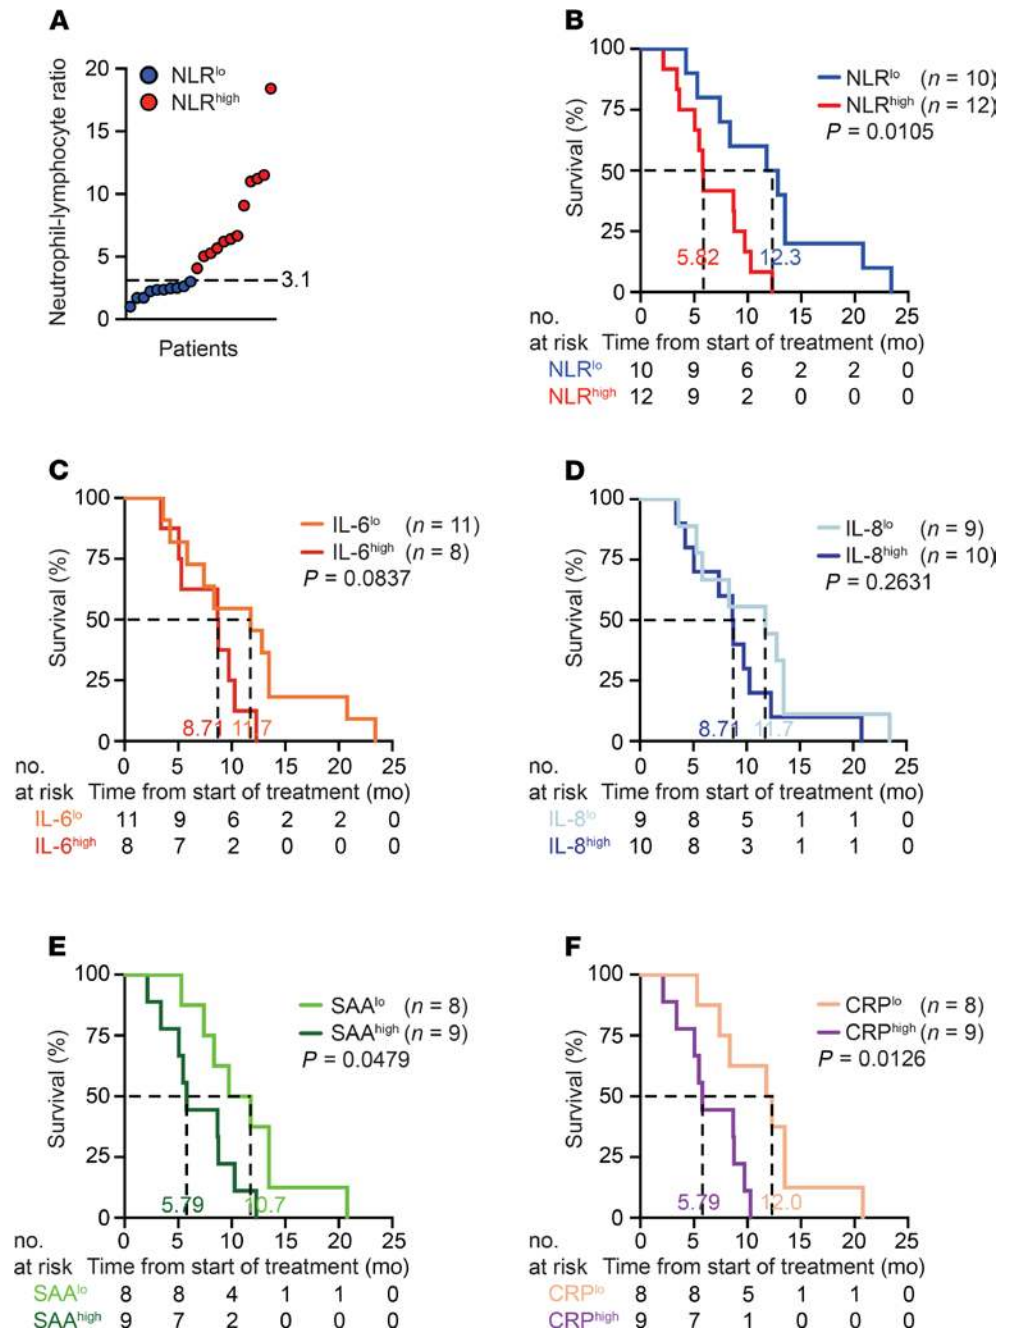 A
Neutrophil-lymphocyte ratio
20
15
10
5
0
NLRlo
NLRhigh
3.1
Patients
B
Survival (%)
100
75
50
25
0
NLRlo (n = 10)
NLRhigh (n = 12)
P = 0.0105
5.82 12.3
0 5 10 15 20 25
no.
at risk Time from start of treatment (mo)
NLRlo 10 9 6 2 2 0
NLRhigh 12 9 2 0 0 0
C
Survival (%)
100
75
50
25
0
IL-6lo (n = 11)
IL-6high (n = 8)
P = 0.0837
8.71 11.7
0 5 10 15 20 25
no.
at risk Time from start of treatment (mo)
IL-6lo 11 9 6 2 2 0
IL-6high 8 7 2 0 0 0
D
Survival (%)
100
75
50
25
0
IL-8lo (n = 9)
IL-8high (n = 10)
P = 0.2631
8.71 11.7
0 5 10 15 20 25
no.
at risk Time from start of treatment (mo)
IL-8lo 9 8 5 1 1 0
IL-8high 10 8 3 1 1 0
E
Survival (%)
100
75
50
25
0
SAAlo (n = 8)
SAAhigh (n = 9)
P = 0.0479
5.79 10.7
0 5 10 15 20 25
no.
at risk Time from start of treatment (mo)
SAAlo 8 8 4 1 1 0
SAAhigh 9 7 2 0 0 0
F
Survival (%)
100
75
50
25
0
CRPlo (n = 8)
CRPhigh (n = 9)
P = 0.0126
5.79 12.0
0 5 10 15 20 25
no.
at risk Time from start of treatment (mo)
CRPlo 8 8 5 1 1 0
CRPhigh 9 7 1 0 0 0